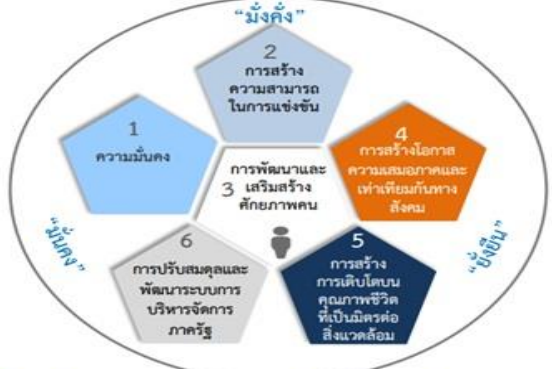 “มั่งคั่ง”
2
การสร้าง
ความสามารถ
ในการแข่งขัน
1
ความมั่นคง
4
การสร้างโอกาส
ความเสมอภาคและ
เท่าเทียมกันทาง
สังคม
การพัฒนาและ
3 เสริมสร้าง
ศักยภาพคน
“มั่นคง”
“ยั่งยืน”
6
การปรับสมดุลและ
พัฒนาระบบการ
บริหารจัดการ
ภาครัฐ
5
การสร้าง
การเติบโตบน
คุณภาพชีวิต
ที่เป็นมิตรต่อ
สิ่งแวดล้อม